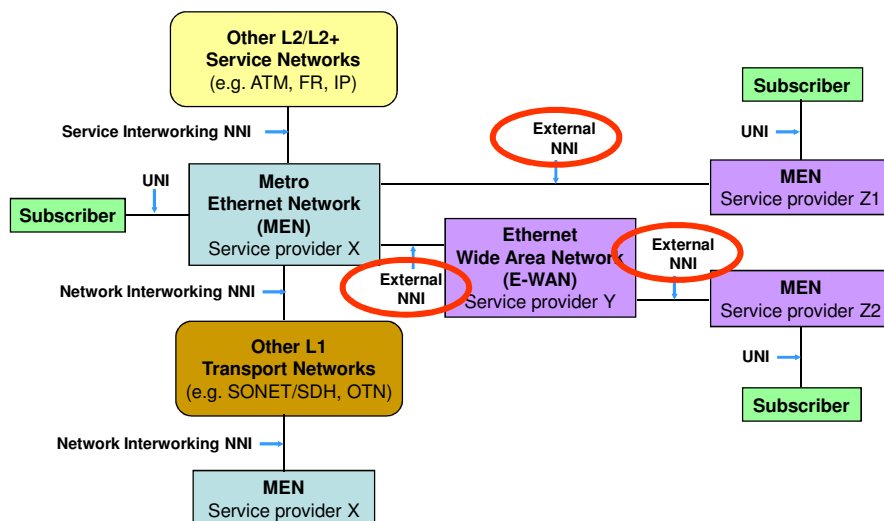 Other L2/L2+
Service Networks
(e.g. ATM, FR, IP)
Subscriber
Service Interworking NNI
External
NNI
UNI
UNI
Metro
Ethernet Network
(MEN)
Service provider X
MEN
Service provider Z1
Subscriber
Ethernet
Wide Area Network
(E-WAN)
Service provider Y
External
NNI
External
NNI
Network Interworking NNI
MEN
Service provider Z2
Other L1
Transport Networks
(e.g. SONET/SDH, OTN)
UNI
Subscriber
Network Interworking NNI
MEN
Service provider X